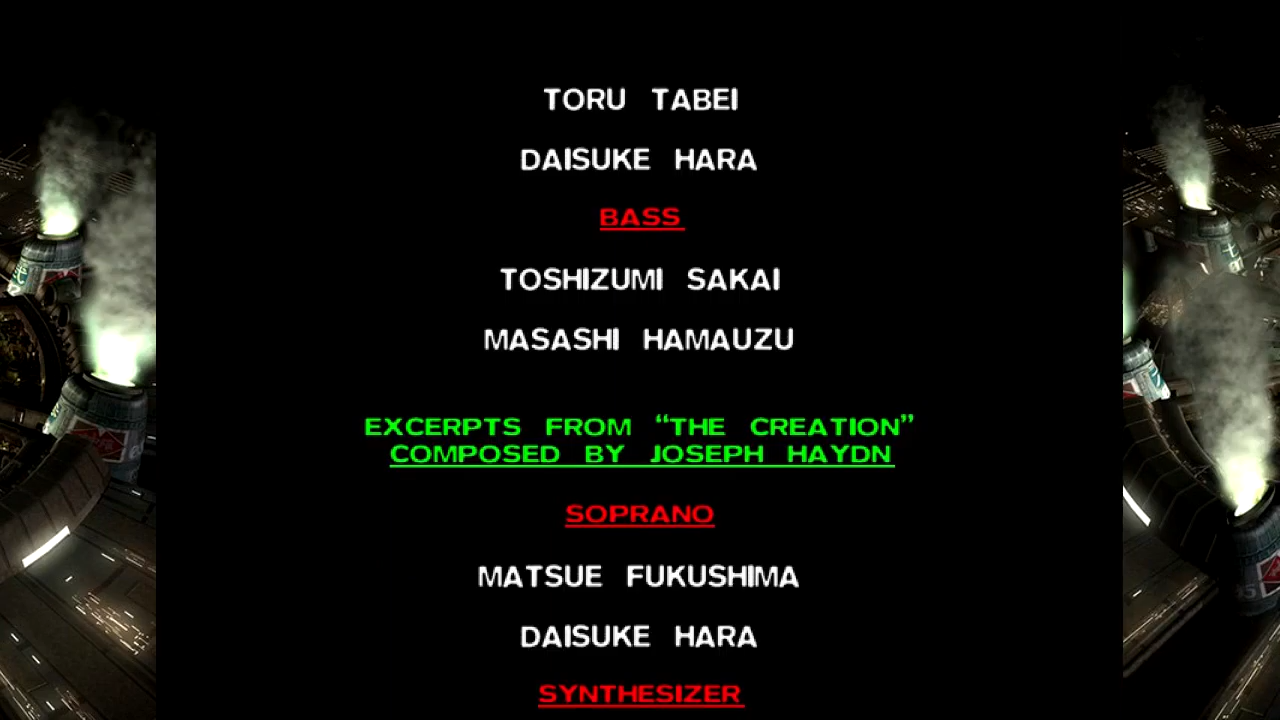 TORU TABEI
DAISUKE HARA
BASS
TOSHIZUMI SAKAI
MASASHI HAMAUZU
EXCERPTS FROM “THE CREATION”
COMPOSED BY JOSEPH HAYDN
SOPRANO
MATSUE FUKUSHIMA
DAISUKE HARA
SYNTHESIZER